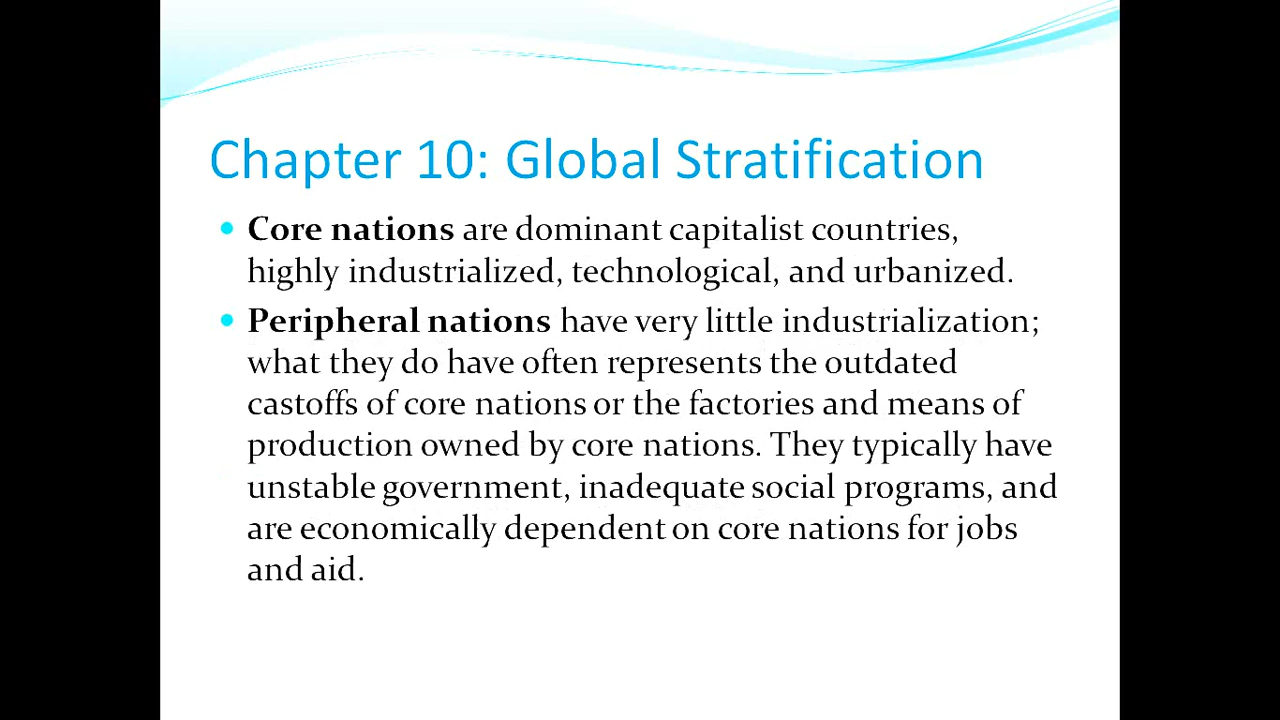 Chapter 10: Global Stratification
• Core nations are dominant capitalist countries,
highly industrialized, technological, and urbanized.
• Peripheral nations have very little industrialization;
what they do have often represents the outdated
castoffs of core nations or the factories and means of
production owned by core nations. They typically have
unstable government, inadequate social programs, and
are economically dependent on core nations for jobs
and aid.